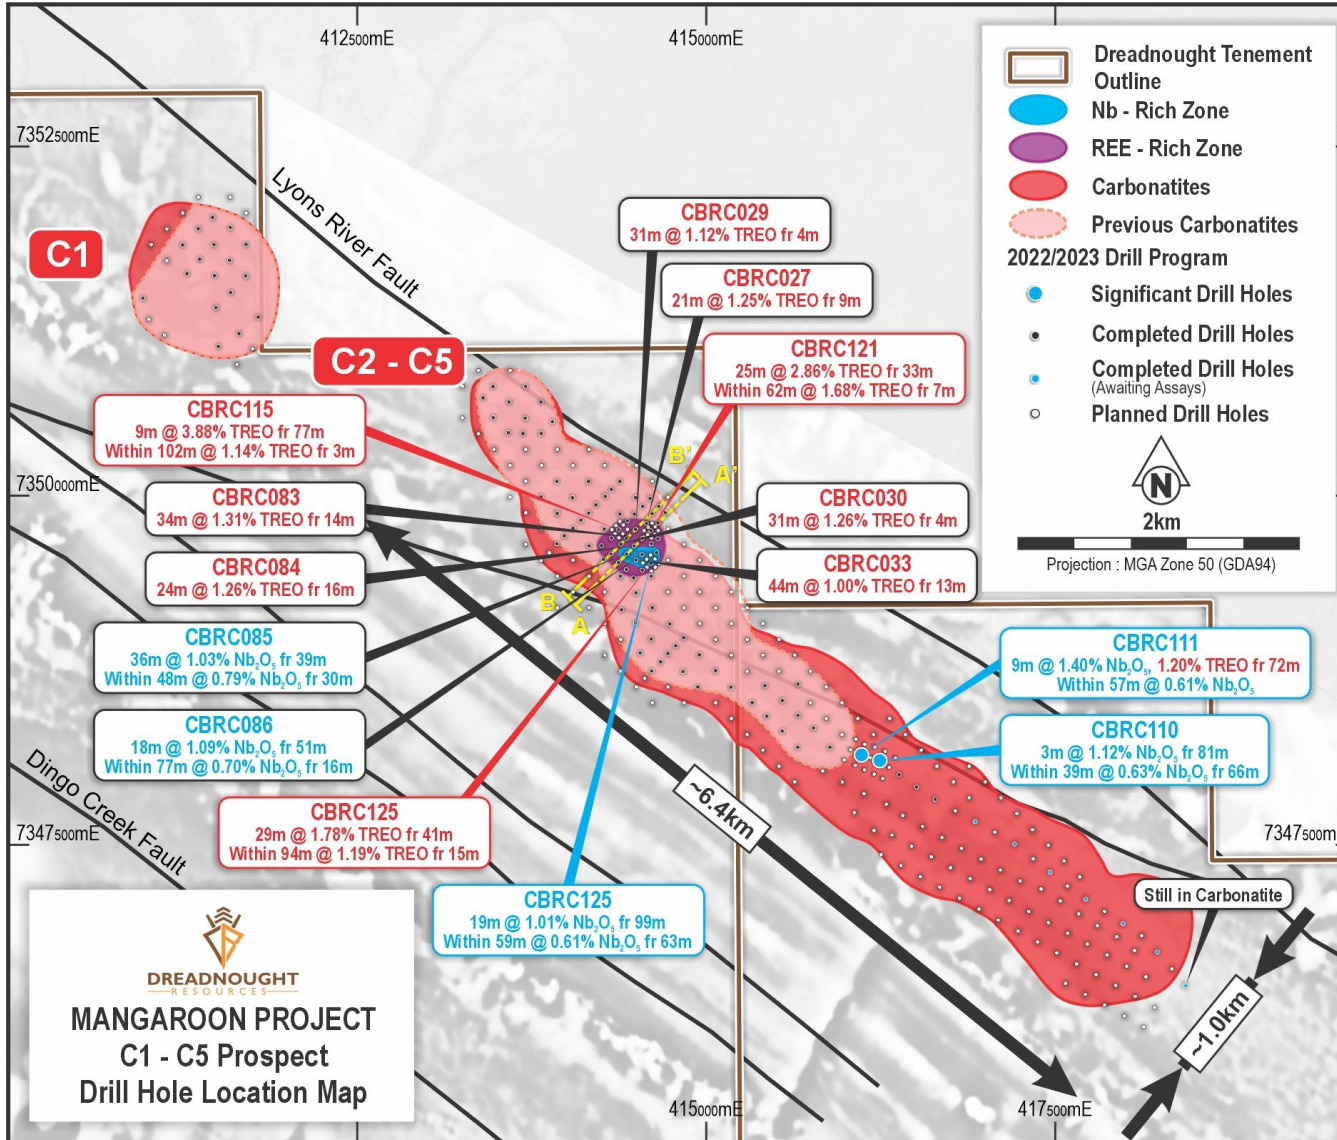 412500mE
415000mE
Dreadnought Tenement
Outline
Nb - Rich Zone
REE - Rich Zone
Carbonatites
Previous Carbonatites
2022/2023 Drill Program
Significant Drill Holes
Completed Drill Holes
Completed Drill Holes
(Awaiting Assays)
Planned Drill Holes
N
2km
Projection : MGA Zone 50 (GDA94)
7352500mE
Lyons River Fault
C1
CBRC029
31m @ 1.12% TREO fr 4m
CBRC027
21m @ 1.25% TREO fr 9m
C2 - C5
CBRC121
25m @ 2.86% TREO fr 33m
Within 62m @ 1.68% TREO fr 7m
CBRC115
9m @ 3.88% TREO fr 77m
Within 102m @ 1.14% TREO fr 3m
B'
A'
7350000mE
CBRC083
34m @ 1.31% TREO fr 14m
CBRC030
31m @ 1.26% TREO fr 4m
CBRC084
24m @ 1.26% TREO fr 16m
CBRC033
44m @ 1.00% TREO fr 13m
B
A
CBRC085
36m @ 1.03% Nb₂O₅ fr 39m
Within 48m @ 0.79% Nb₂O₅ fr 30m
CBRC111
9m @ 1.40% Nb₂O₅, 1.20% TREO fr 72m
Within 57m @ 0.61% Nb₂O₅
CBRC086
18m @ 1.09% Nb₂O₅ fr 51m
Within 77m @ 0.70% Nb₂O₅ fr 16m
CBRC110
3m @ 1.12% Nb₂O₅ fr 81m
Within 39m @ 0.63% Nb₂O₅ fr 66m
Dingo Creek Fault
7347500mE
CBRC125
29m @ 1.78% TREO fr 41m
Within 94m @ 1.19% TREO fr 15m
~6.4km
7347500m
CBRC125
19m @ 1.01% Nb₂O₅ fr 99m
Within 59m @ 0.61% Nb₂O₅ fr 63m
Still in Carbonatite
~1.0km
DREADNOUGHT
RESOURCES
MANGAROON PROJECT
C1 - C5 Prospect
Drill Hole Location Map
415000mE
417500mE